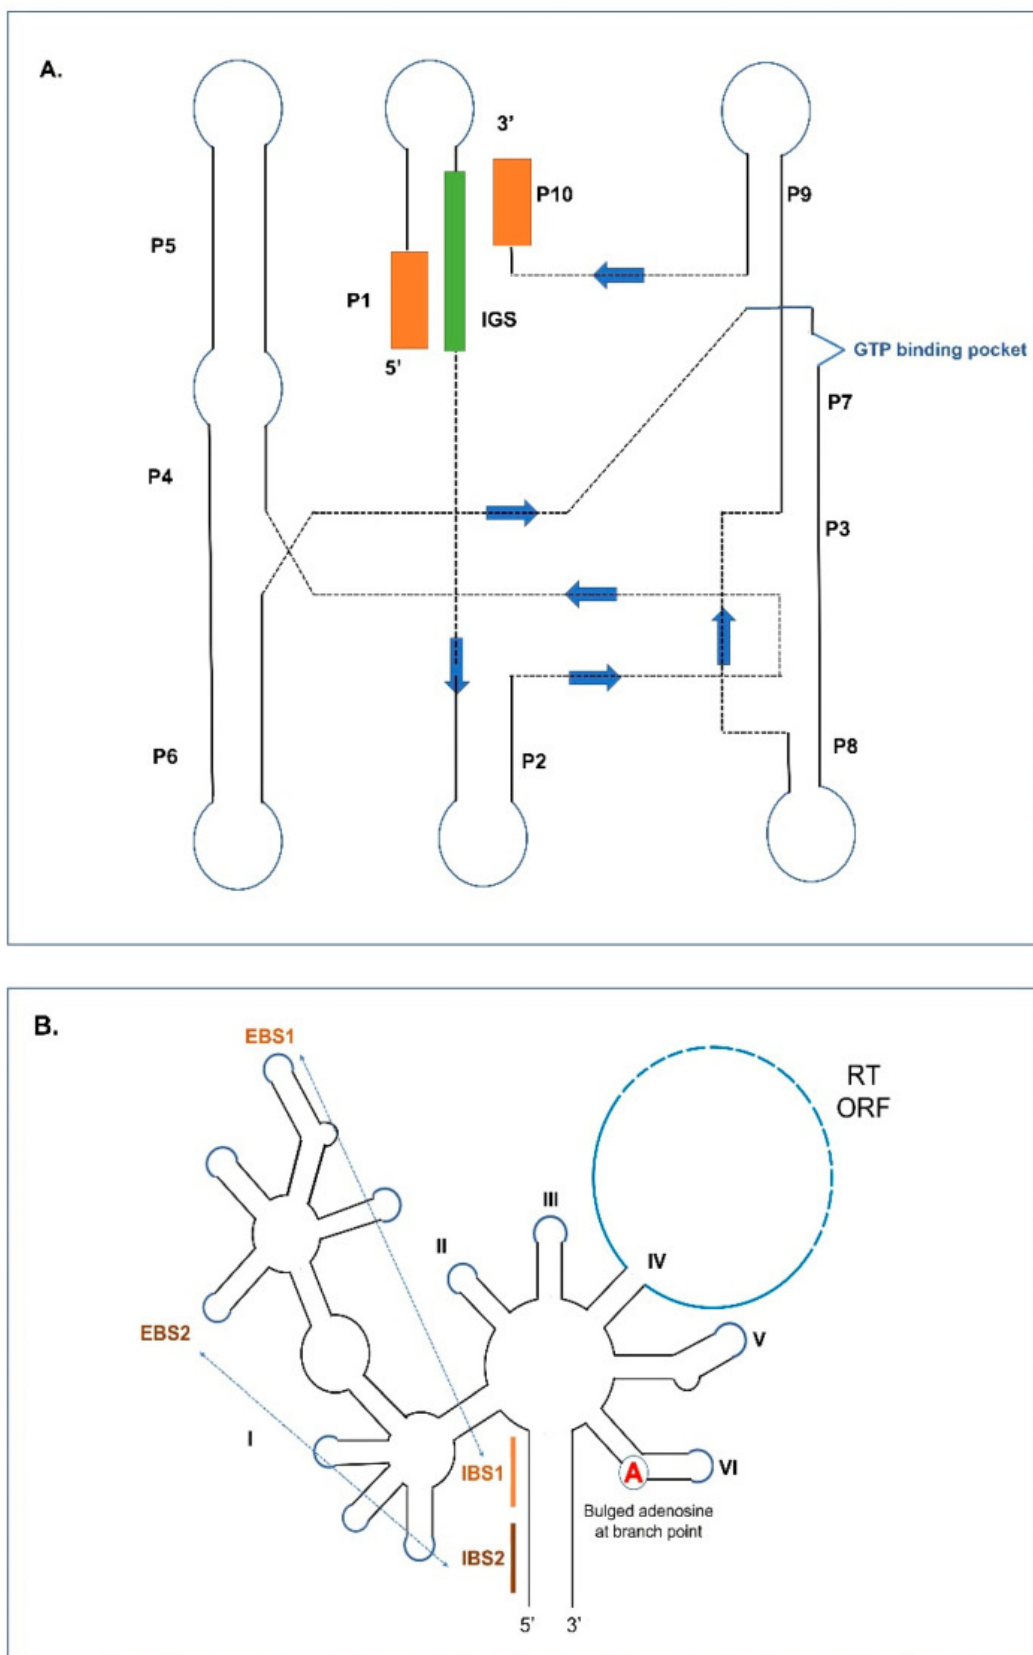 A.
3’
P10
P9
P5
P1
IGS
5’
GTP binding pocket
P7
P4
P3
P6
P2
P8
B.
EBS1
RT
ORF
III
II
IV
EBS2
V
I
IBS1
A
VI
Bulged adenosine
at branch point
IBS2
5’
3’